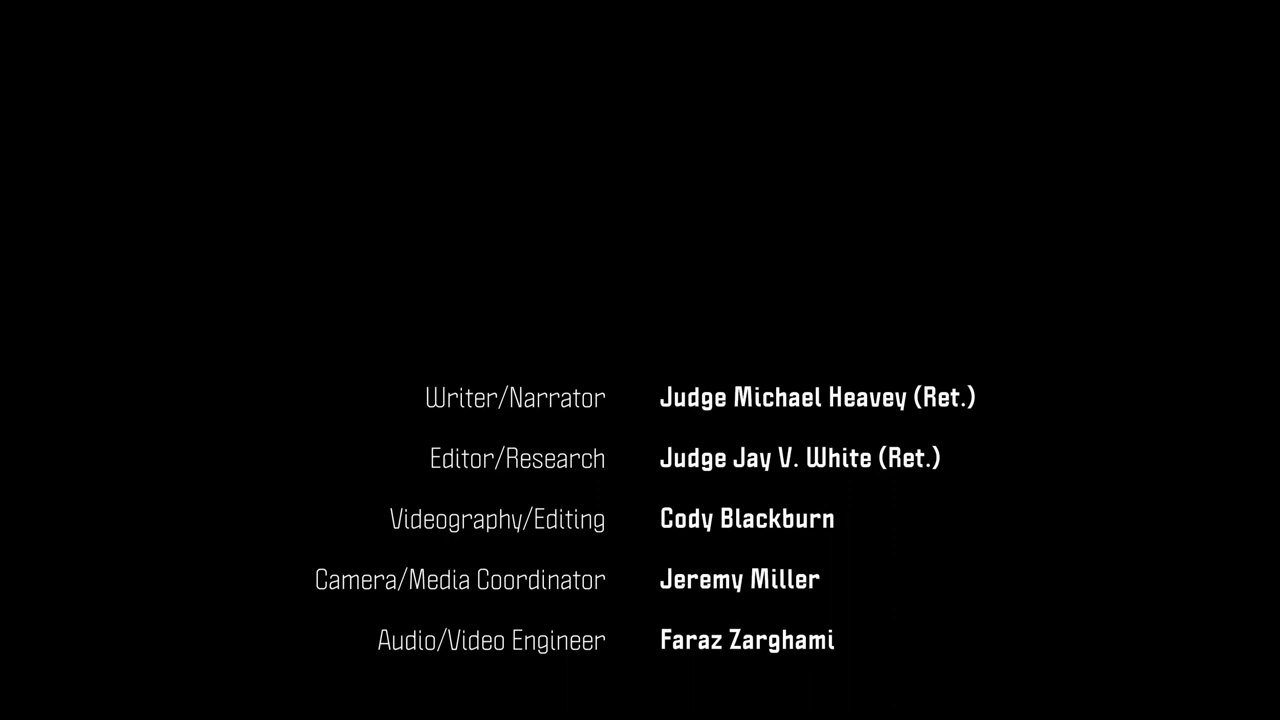 Writer/Narrator Judge Michael Heavey (Ret.)
Editor/Research Judge Jay V. White (Ret.)
Videography/Editing Cody Blackburn
Camera/Media Coordinator Jeremy Miller
Audio/Video Engineer Faraz Zarghami